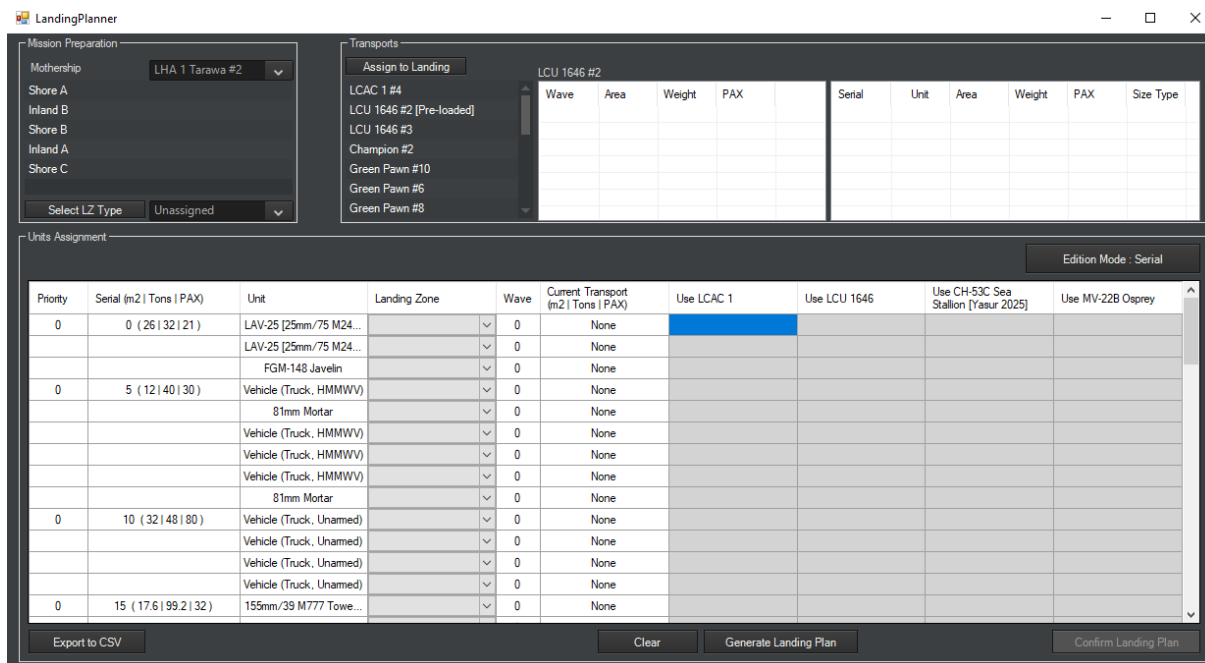 LandingPlanner
Mission Preparation
Mothership LHA 1 Tarawa #2
Shore A
Inland B
Shore B
Inland A
Shore C
Select LZ Type Unassigned
Transports
Assign to Landing
LCAC 1 #4
LCU 1646 #2 [Pre-loaded]
LCU 1646 #3
Champion #2
Green Pawn #10
Green Pawn #6
Green Pawn #8
LCU 1646 #2
Wave Area Weight PAX
Serial Unit Area Weight PAX Size Type
Units Assignment
Edition Mode : Serial
Priority Serial (m2 | Tons | PAX) Unit Landing Zone Wave Current Transport (m2 | Tons | PAX) Use LCAC 1 Use LCU 1646 Use CH-53C Sea Stallion [Yasur 2025] Use MV-22B Osprey
0 0 ( 26 | 32 | 21 ) LAV-25 [25mm/75 M24... 0 None
LAV-25 [25mm/75 M24... 0 None
FGM-148 Javelin 0 None
0 5 ( 12 | 40 | 30 ) Vehicle (Truck, HMMWV) 0 None
81mm Mortar 0 None
Vehicle (Truck, HMMWV) 0 None
Vehicle (Truck, HMMWV) 0 None
Vehicle (Truck, HMMWV) 0 None
81mm Mortar 0 None
0 10 ( 32 | 48 | 80 ) Vehicle (Truck, Unarmed) 0 None
Vehicle (Truck, Unarmed) 0 None
Vehicle (Truck, Unarmed) 0 None
Vehicle (Truck, Unarmed) 0 None
0 15 ( 17.6 | 99.2 | 32 ) 155mm/39 M777 Towe... 0 None
Export to CSV Clear Generate Landing Plan Confirm Landing Plan